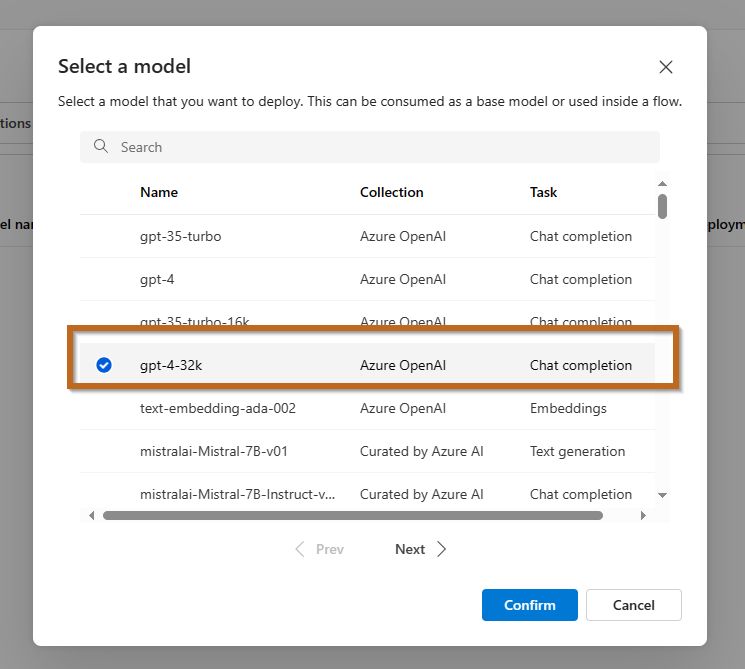 Select a model
Select a model that you want to deploy. This can be consumed as a base model or used inside a flow.
tions
Search
Name Collection Task
el nar
ploym
gpt-35-turbo Azure OpenAI Chat completion
gpt-4 Azure OpenAI Chat completion
gpt-35-turbo-16k Azure OpenAI Chat completion
gpt-4-32k Azure OpenAI Chat completion
text-embedding-ada-002 Azure OpenAI Embeddings
mistralai-Mistral-7B-v01 Curated by Azure AI Text generation
mistralai-Mistral-7B-Instruct-v... Curated by Azure AI Chat completion
Prev Next
Confirm Cancel